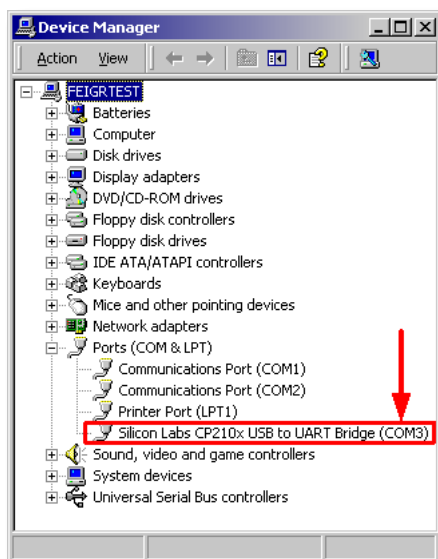 Device Manager
Action View
FEIGRTEST
Batteries
Computer
Disk drives
Display adapters
DVD/CD-ROM drives
Floppy disk controllers
Floppy disk drives
IDE ATA/ATAPI controllers
Keyboards
Mice and other pointing devices
Network adapters
Ports (COM & LPT)
Communications Port (COM1)
Communications Port (COM2)
Printer Port (LPT1)
Silicon Labs CP210x USB to UART Bridge (COM3)
Sound, video and game controllers
System devices
Universal Serial Bus controllers